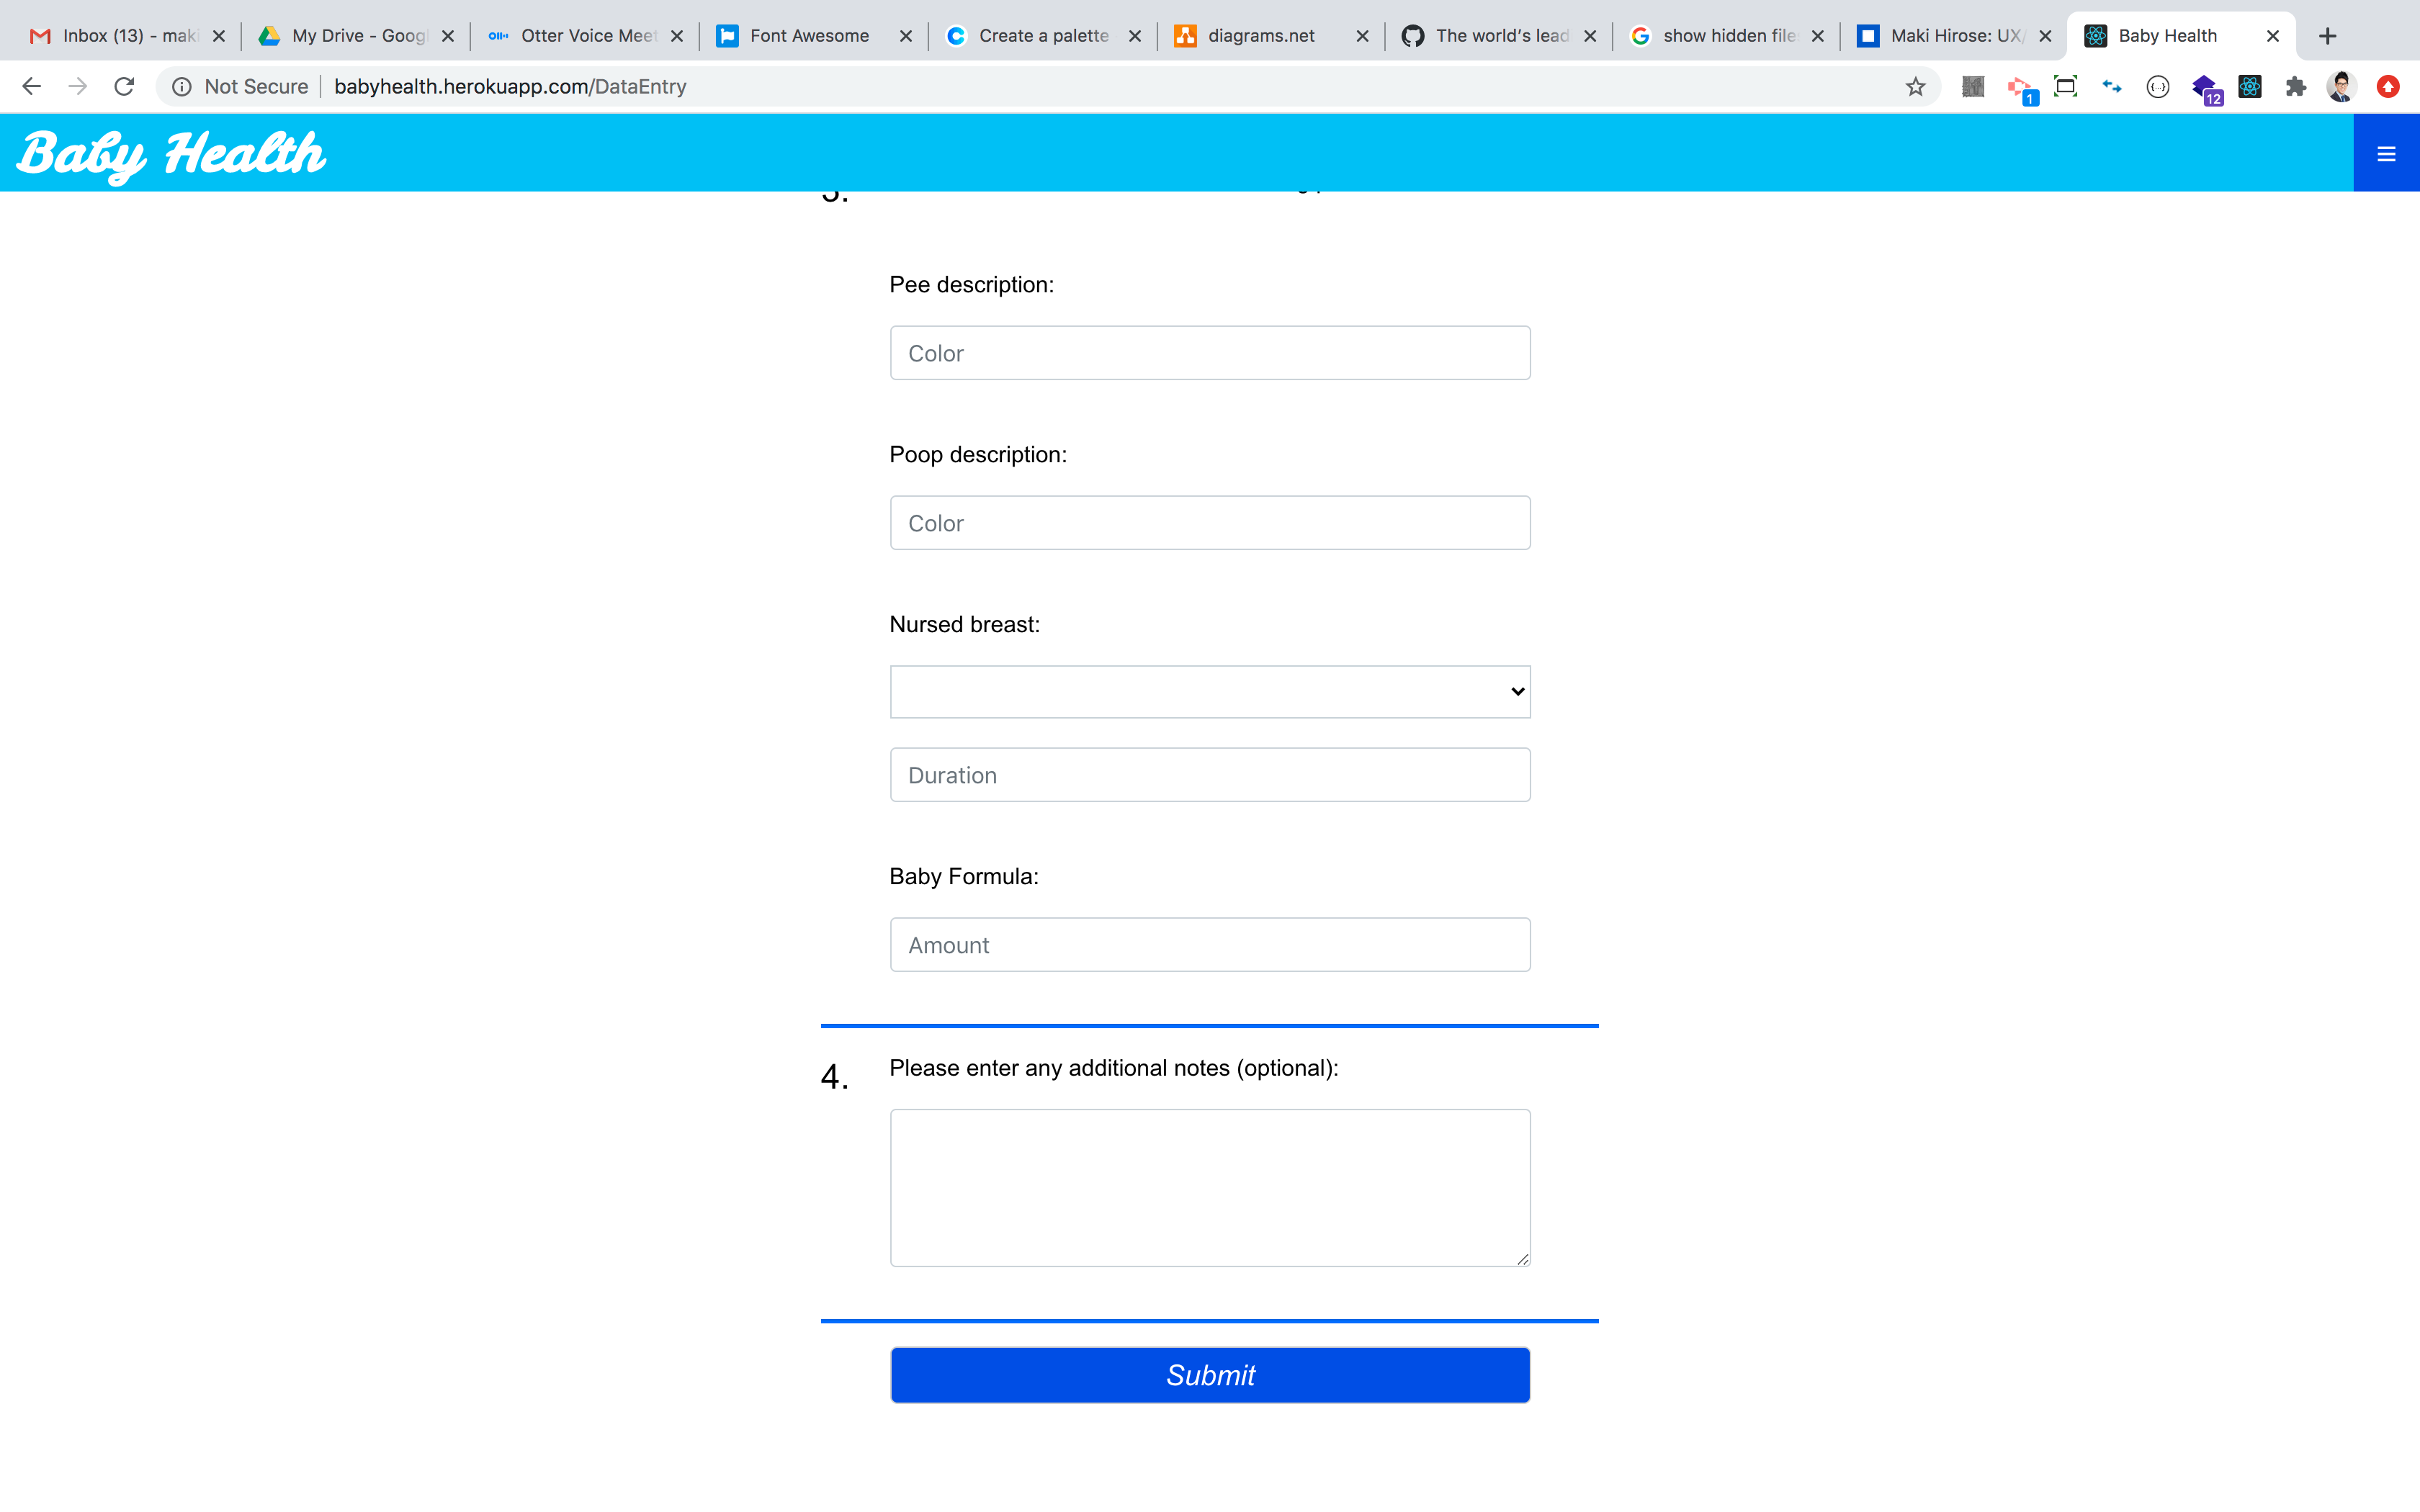 Inbox (13) - maki
My Drive - Googl
Otter Voice Meet
Font Awesome
Create a palette
diagrams.net
The world's lead
show hidden file
Maki Hirose: UX/
Baby Health
Not Secure
babyhealth.herokuapp.com/DataEntry
1
12
Baby Health
Pee description:
Color
Poop description:
Color
Nursed breast:
Duration
Baby Formula:
Amount
4. Please enter any additional notes (optional):
Submit